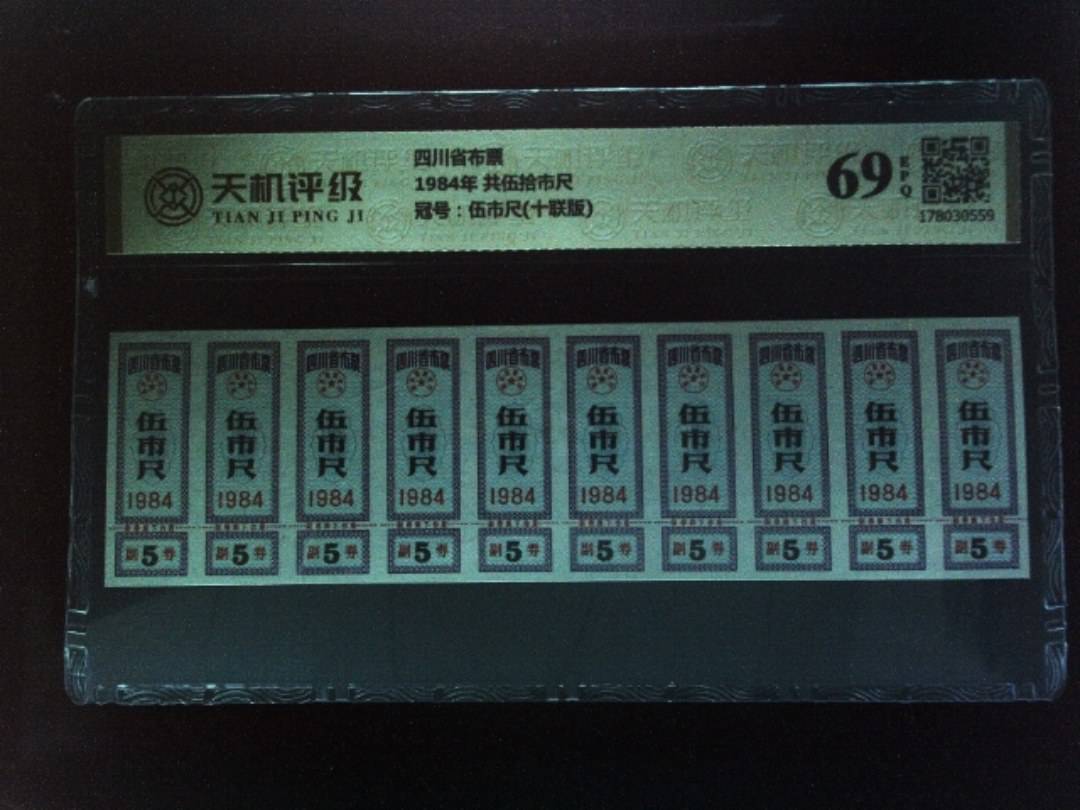 天机评级
TIAN JI PING JI
四川省布票
1984年 共伍拾市尺
冠号：伍市尺(十联版)
69
EPQ
178030559
四川省布票 四川省布票 四川省布票 四川省布票 四川省布票 四川省布票 四川省布票 四川省布票 四川省布票 四川省布票
伍市尺 伍市尺 伍市尺 伍市尺 伍市尺 伍市尺 伍市尺 伍市尺 伍市尺 伍市尺
1984 1984 1984 1984 1984 1984 1984 1984 1984 1984
副5券 副5券 副5券 副5券 副5券 副5券 副5券 副5券 副5券 副5券